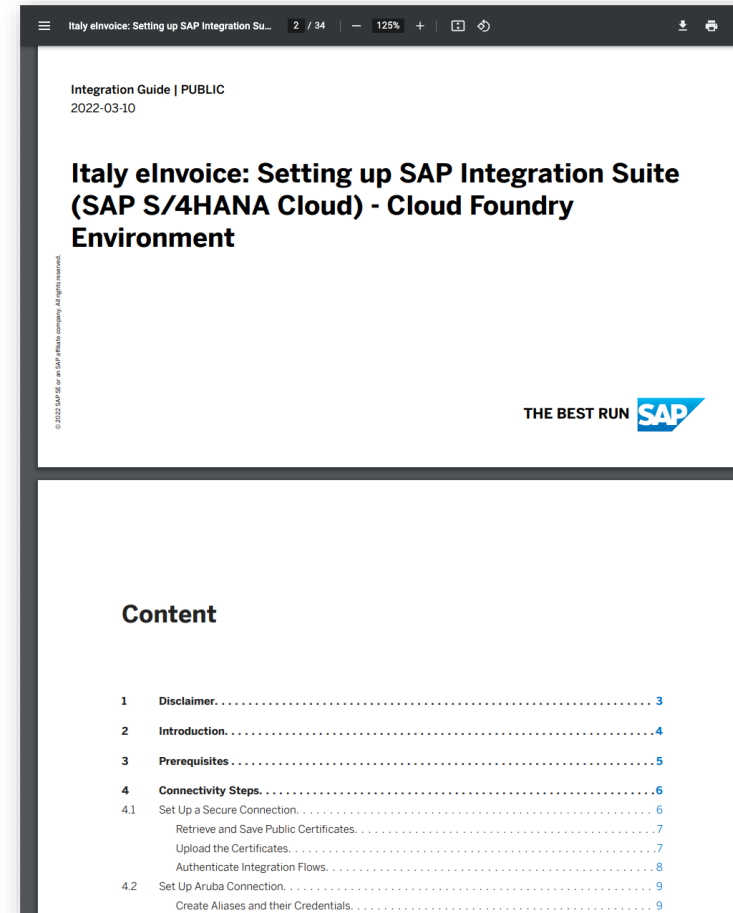 Italy eInvoice: Setting up SAP Integration Su... 2 / 34 125%
Integration Guide | PUBLIC
2022-03-10
Italy eInvoice: Setting up SAP Integration Suite
(SAP S/4HANA Cloud) - Cloud Foundry
Environment
© 2022 SAP SE or an SAP affiliate company. All rights reserved.
THE BEST RUN SAP
Content
1 Disclaimer. . . . . . . . . . . . . . . . . . . . . . . . . . . . . . . . . . . . . . . . . . 3
2 Introduction. . . . . . . . . . . . . . . . . . . . . . . . . . . . . . . . . . . . . . . . . . 4
3 Prerequisites . . . . . . . . . . . . . . . . . . . . . . . . . . . . . . . . . . . . . . . . . . 5
4 Connectivity Steps. . . . . . . . . . . . . . . . . . . . . . . . . . . . . . . . . . . . . . . . . . 6
4.1 Set Up a Secure Connection. . . . . . . . . . . . . . . . . . . . . . . . . . . . . . . . . . . . . . . . . . 6
Retrieve and Save Public Certificates. . . . . . . . . . . . . . . . . . . . . . . . . . . . . . . . . . . . . . . . . . 7
Upload the Certificates. . . . . . . . . . . . . . . . . . . . . . . . . . . . . . . . . . . . . . . . . . 7
Authenticate Integration Flows. . . . . . . . . . . . . . . . . . . . . . . . . . . . . . . . . . . . . . . . . . 8
4.2 Set Up Aruba Connection. . . . . . . . . . . . . . . . . . . . . . . . . . . . . . . . . . . . . . . . . . 9
Create Aliases and their Credentials. . . . . . . . . . . . . . . . . . . . . . . . . . . . . . . . . . . . . . . . . . 9